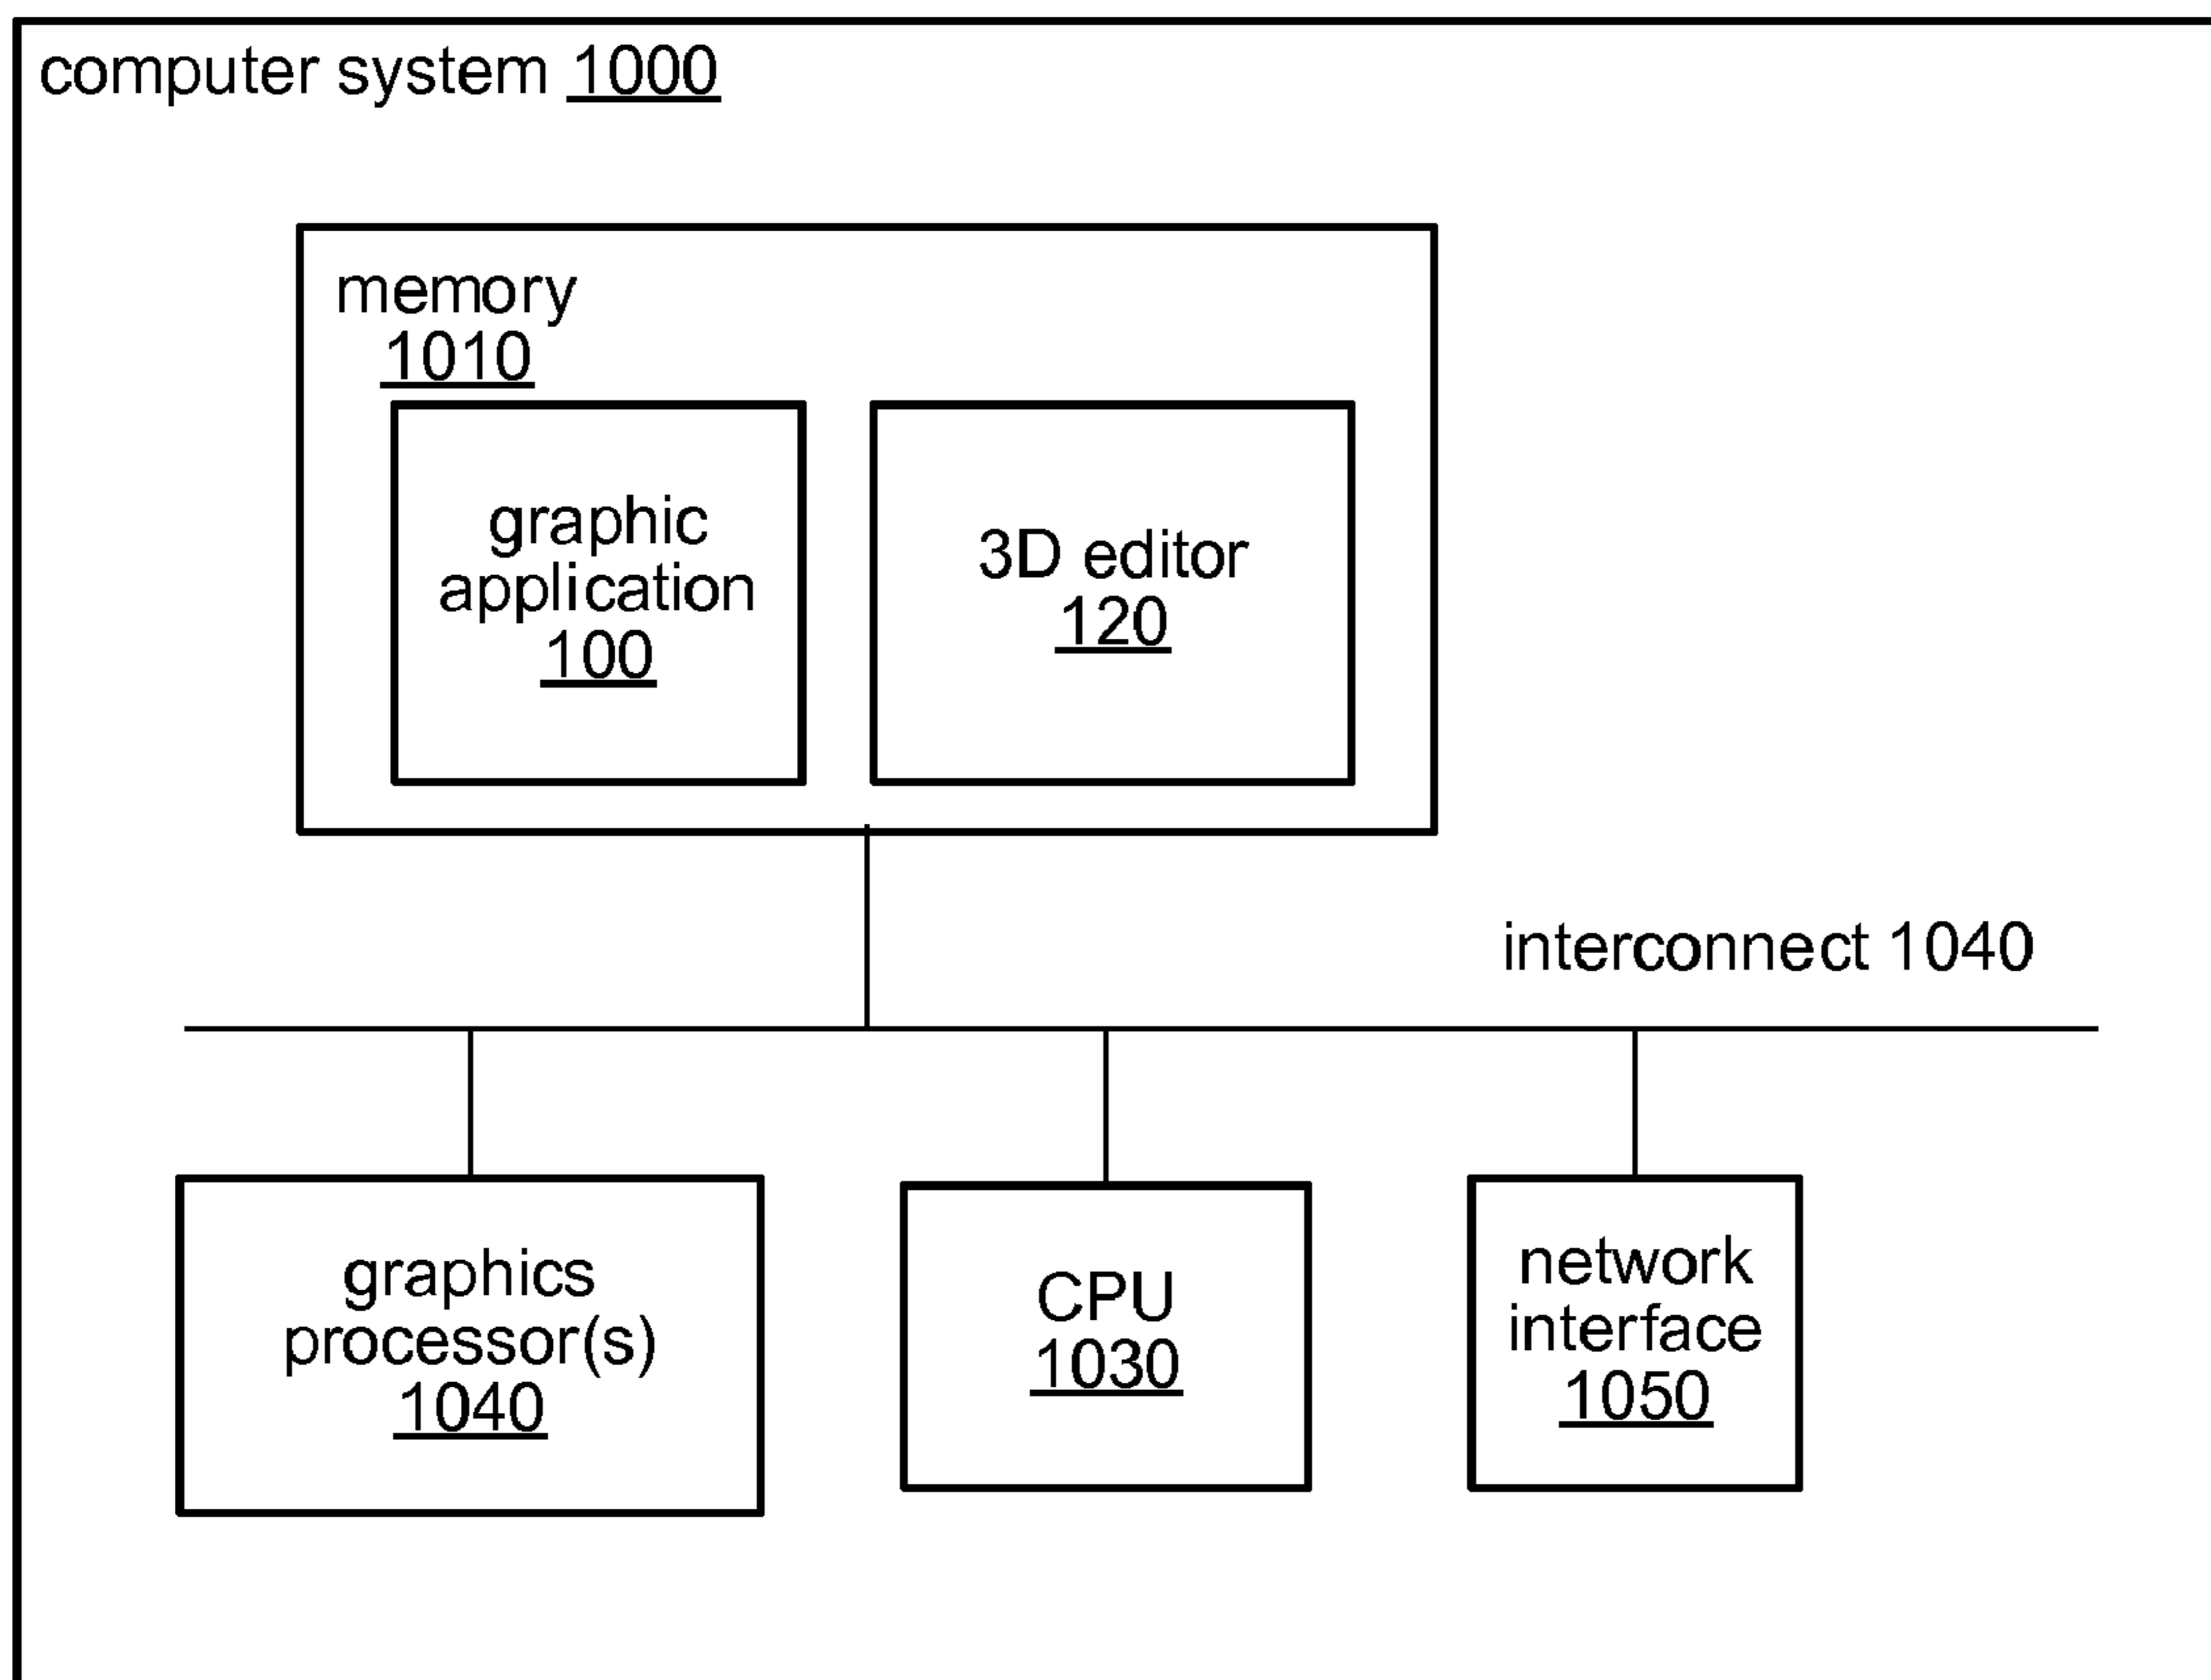 computer system 1000
memory
1010
graphic
application
100
3D editor
120
interconnect 1040
graphics
processor(s)
1040
CPU
1030
network
interface
1050